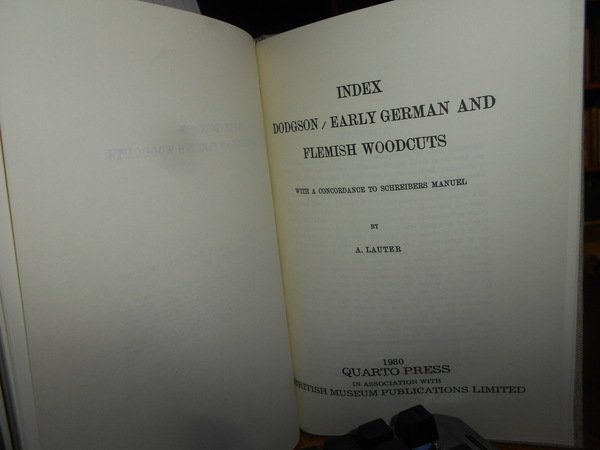 INDEX
DODGSON / EARLY GERMAN AND
FLEMISH WOODCUTS
WITH A CONCORDANCE TO SCHREIBERS MANUEL
BY
A. LAUTER
1980
QUARTO PRESS
IN ASSOCIATION WITH
BRITISH MUSEUM PUBLICATIONS LIMITED